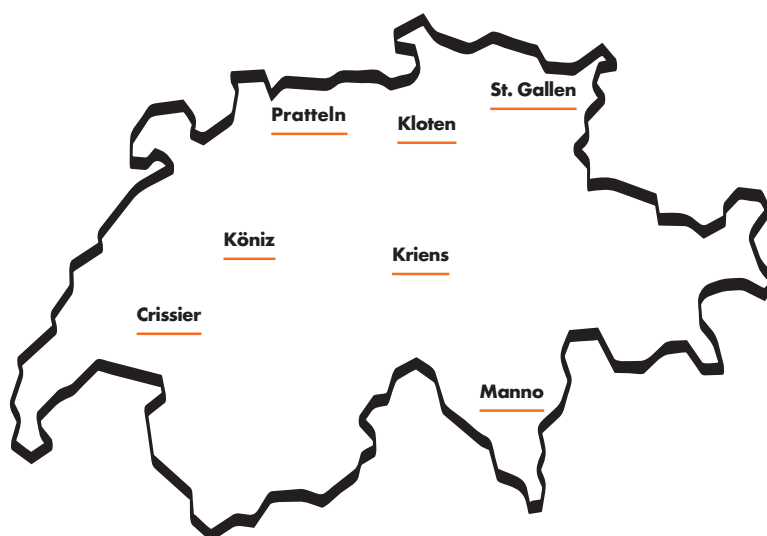 St. Gallen
Pratteln
Kloten
Köniz
Kriens
Crissier
Manno